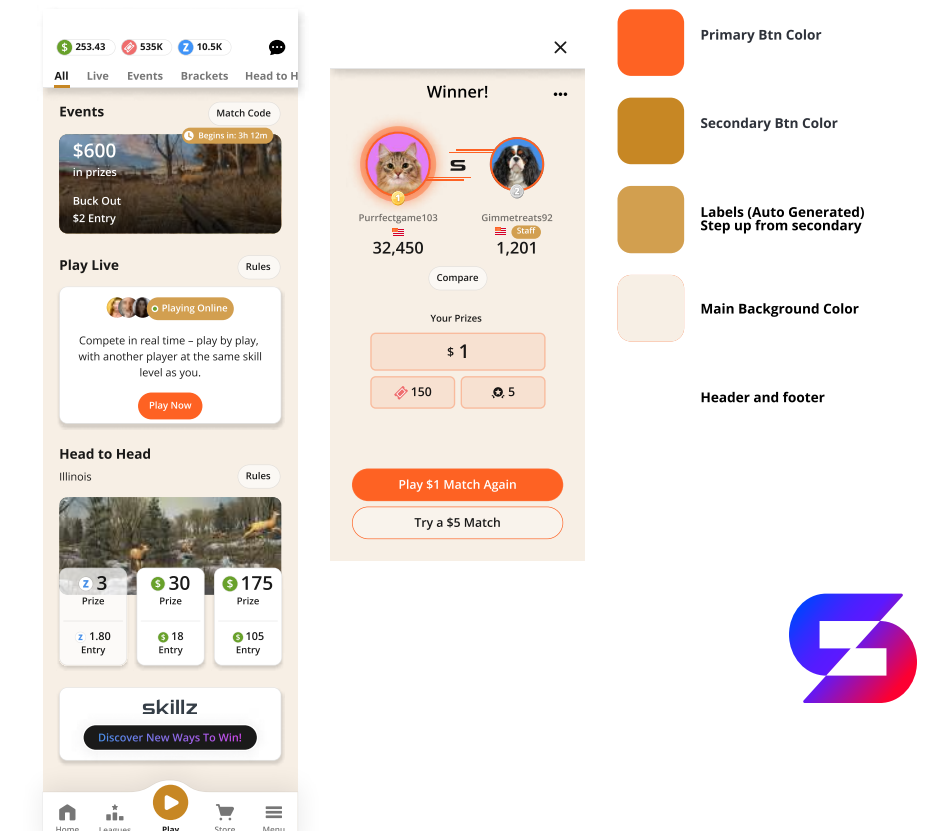 253.43
535K
10.5K
All Live Events Brackets Head to H
Events
Match Code
Begins in: 3h 12m
$600
in prizes
Buck Out
$2 Entry
Play Live
Rules
Playing Online
Compete in real time – play by play,
with another player at the same skill
level as you.
Play Now
Head to Head
Illinois
Rules
Z 3
$ 30
$ 175
Prize
Prize
Prize
z 1.80
$ 18
$ 105
Entry
Entry
Entry
skillz
Discover New Ways To Win!
Home Leagues Play Store Menu
Winner!
S
1
2
Purrfectgame103
Gimmetreats92
Staff
32,450
1,201
Compare
Your Prizes
$ 1
150
5
Play $1 Match Again
Try a $5 Match
Primary Btn Color
Secondary Btn Color
Labels (Auto Generated)
Step up from secondary
Main Background Color
Header and footer